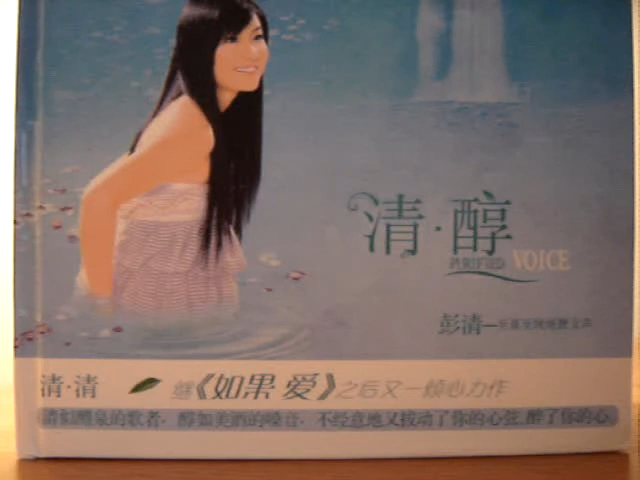 清·醇
PURIFIED VOICE
彭清—
清·清
继《如果 爱》之后又一倾心力作
清如醴泉的歌者，醇如美酒的嗓音，不经意地又拨动了你的心弦，醉了你的心.